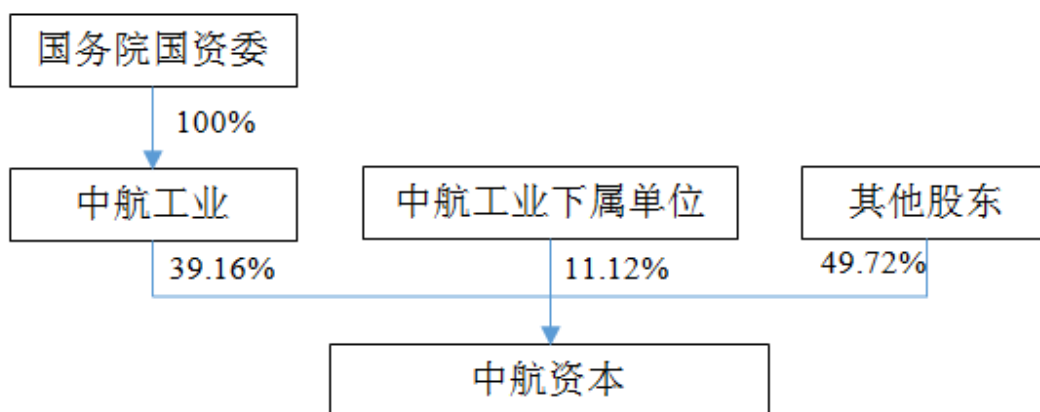 国务院国资委
100%
中航工业
中航工业下属单位
其他股东
39.16%
11.12%
49.72%
中航资本